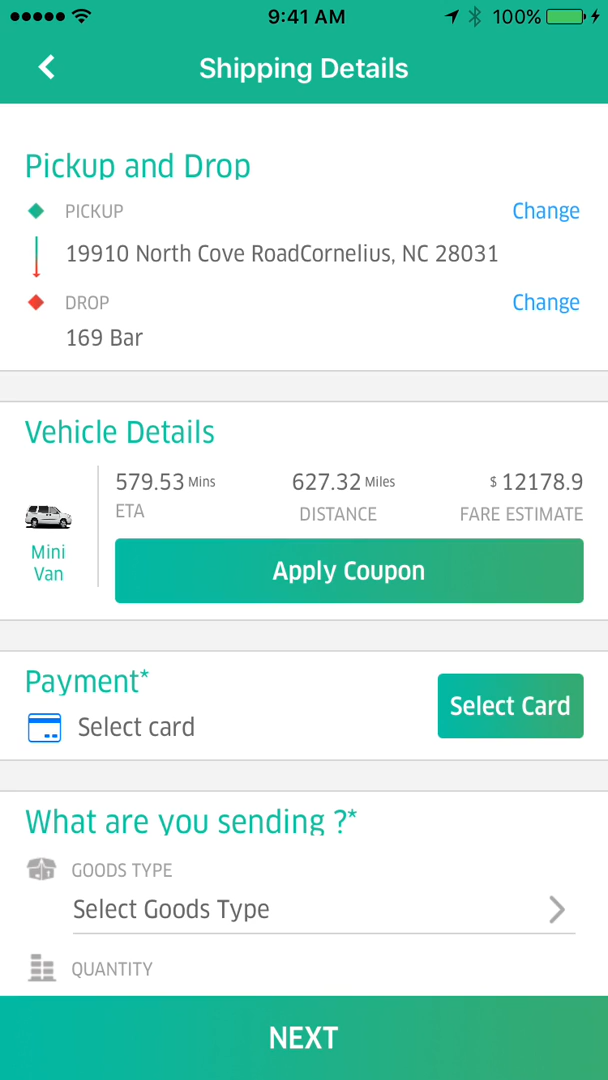 9:41 AM
100%
Shipping Details
Pickup and Drop
PICKUP
Change
19910 North Cove RoadCornelius, NC 28031
DROP
Change
169 Bar
Vehicle Details
579.53 Mins
627.32 Miles
$ 12178.9
ETA
DISTANCE
FARE ESTIMATE
Mini
Van
Apply Coupon
Payment*
Select card
Select Card
What are you sending ?*
GOODS TYPE
Select Goods Type
QUANTITY
NEXT